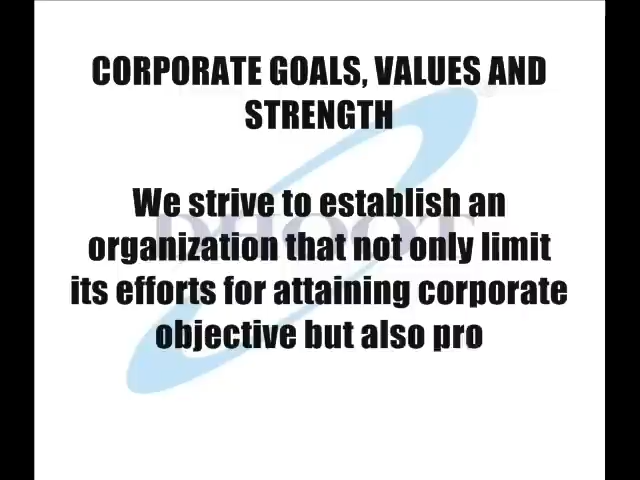 CORPORATE GOALS, VALUES AND
STRENGTH
We strive to establish an
organization that not only limit
its efforts for attaining corporate
objective but also pro
DHOOT